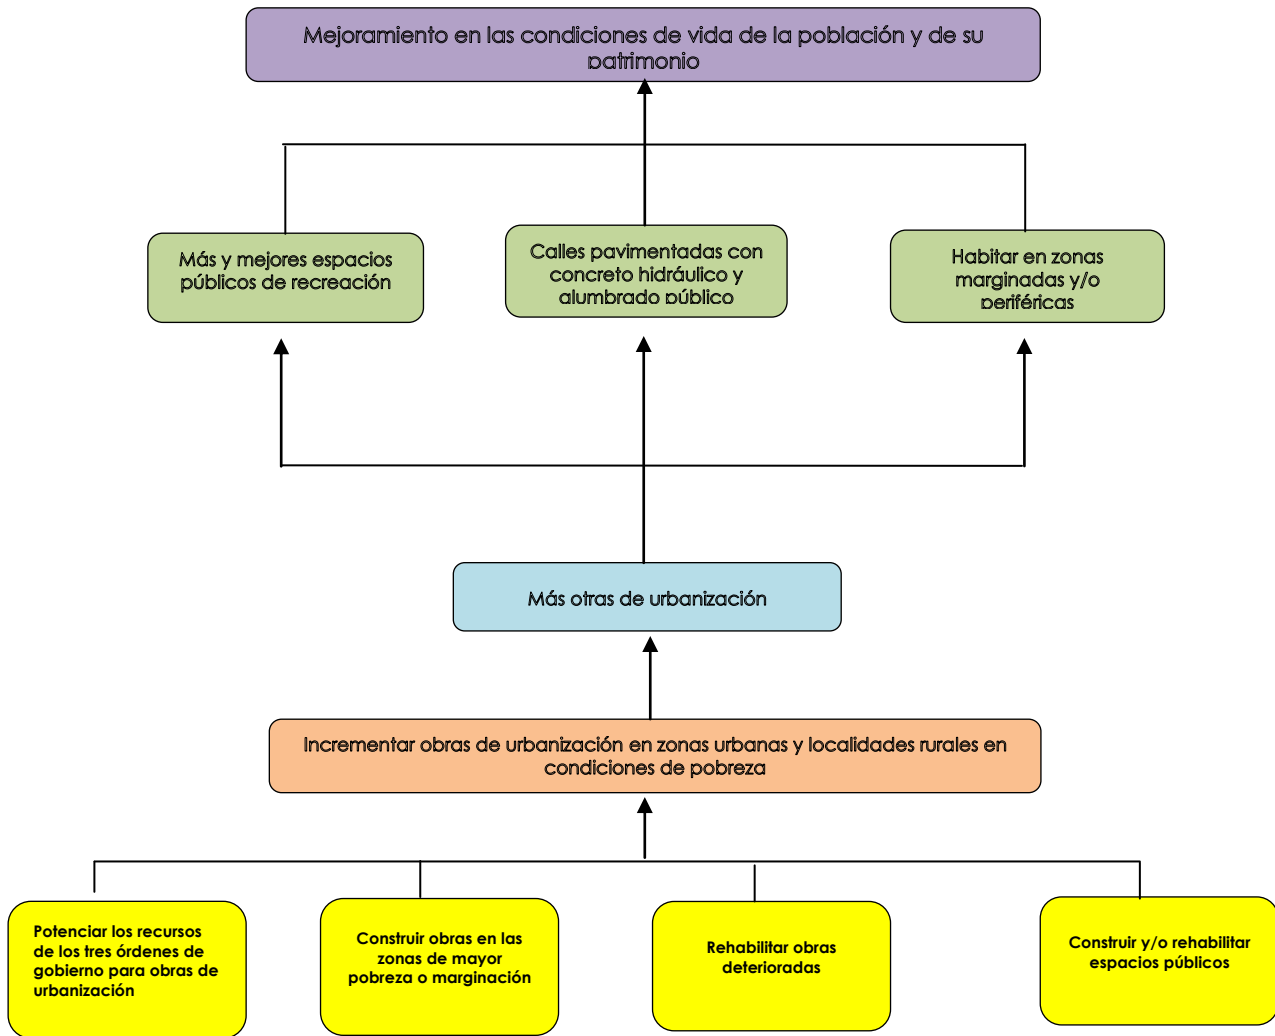 Mejoramiento en las condiciones de vida de la población y de su
patrimonio
Más y mejores espacios
públicos de recreación
Calles pavimentadas con
concreto hidráulico y
alumbrado público
Habitar en zonas
marginadas y/o
periféricas
Más otras de urbanización
Incrementar obras de urbanización en zonas urbanas y localidades rurales en
condiciones de pobreza
Potenciar los recursos
de los tres órdenes de
gobierno para obras de
urbanización
Construir obras en las
zonas de mayor
pobreza o marginación
Rehabilitar obras
deterioradas
Construir y/o rehabilitar
espacios públicos